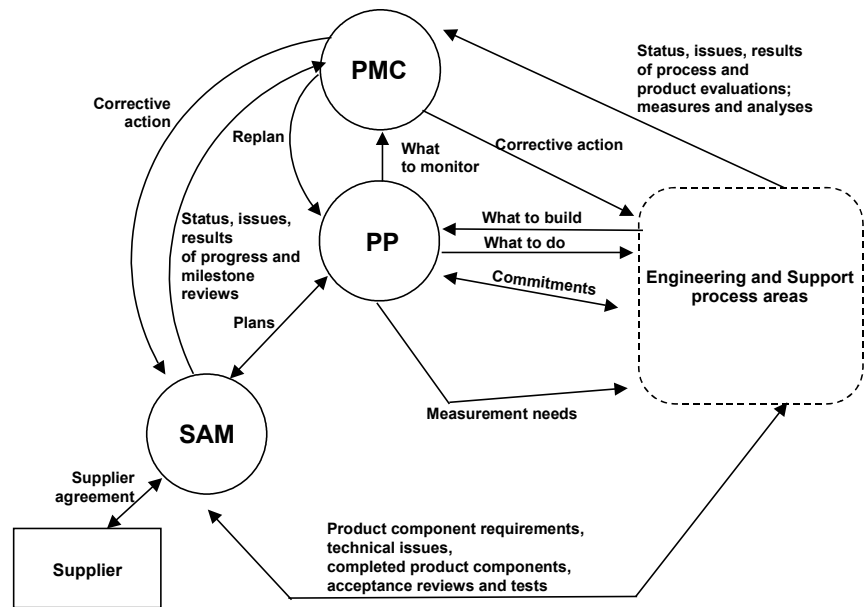 PMC
Status, issues, results
of process and
product evaluations;
measures and analyses
Corrective
action
Replan
What
to monitor
Corrective action
Status, issues,
results
of progress and
milestone
reviews
PP
What to build
What to do
Commitments
Engineering and Support
process areas
Plans
Measurement needs
SAM
Supplier
agreement
Supplier
Product component requirements,
technical issues,
completed product components,
acceptance reviews and tests